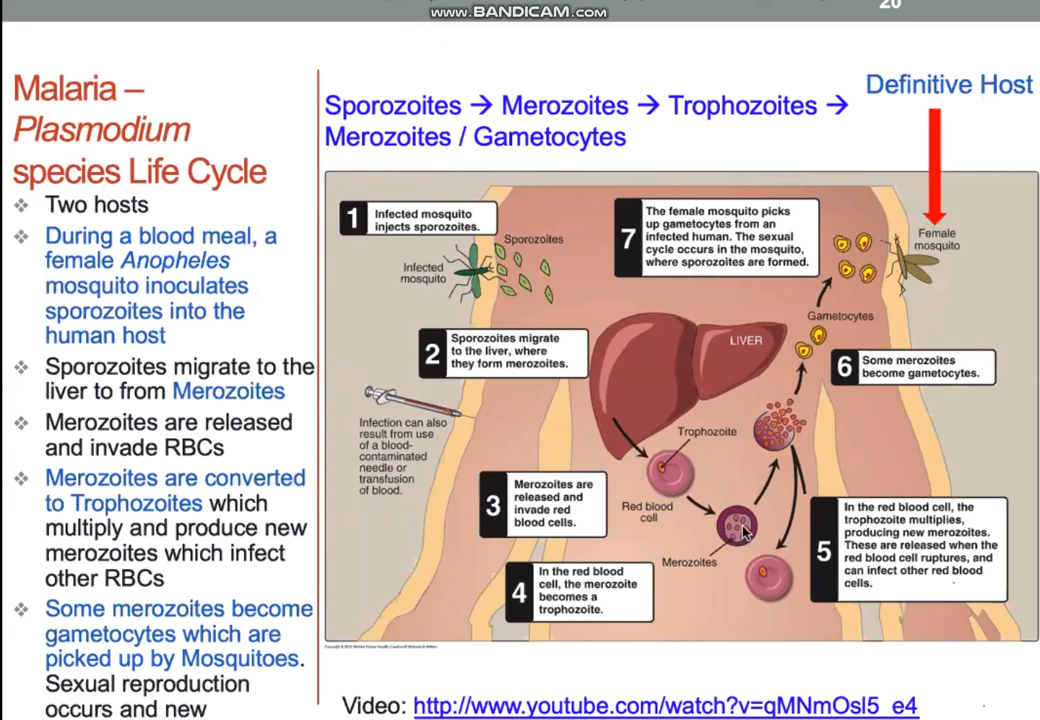 www.BANDICAM.com
20
Malaria –
Plasmodium
species Life Cycle
❖ Two hosts
❖ During a blood meal, a
female Anopheles
mosquito inoculates
sporozoites into the
human host
❖ Sporozoites migrate to the
liver to from Merozoites
❖ Merozoites are released
and invade RBCs
❖ Merozoites are converted
to Trophozoites which
multiply and produce new
merozoites which infect
other RBCs
❖ Some merozoites become
gametocytes which are
picked up by Mosquitoes.
Sexual reproduction
occurs and new
Sporozoites → Merozoites → Trophozoites →
Merozoites / Gametocytes
Definitive Host
1 Infected mosquito
injects sporozoites.
Sporozoites
Infected
mosquito
2 Sporozoites migrate
to the liver, where
they form merozoites.
LIVER
Infection can also
result from use
of a blood-
contaminated
needle or
transfusion
of blood.
3 Merozoites are
released and
invade red
blood cells.
Trophozoite
Red blood
cell
Merozoites
4 In the red blood
cell, the merozoite
becomes a
trophozoite.
5 In the red blood cell, the
trophozoite multiplies,
producing new merozoites.
These are released when the
red blood cell ruptures, and
can infect other red blood
cells.
6 Some merozoites
become gametocytes.
Gametocytes
7 The female mosquito picks
up gametocytes from an
infected human. The sexual
cycle occurs in the mosquito,
where sporozoites are formed.
Female
mosquito
Video: http://www.youtube.com/watch?v=qMNmOsl5_e4